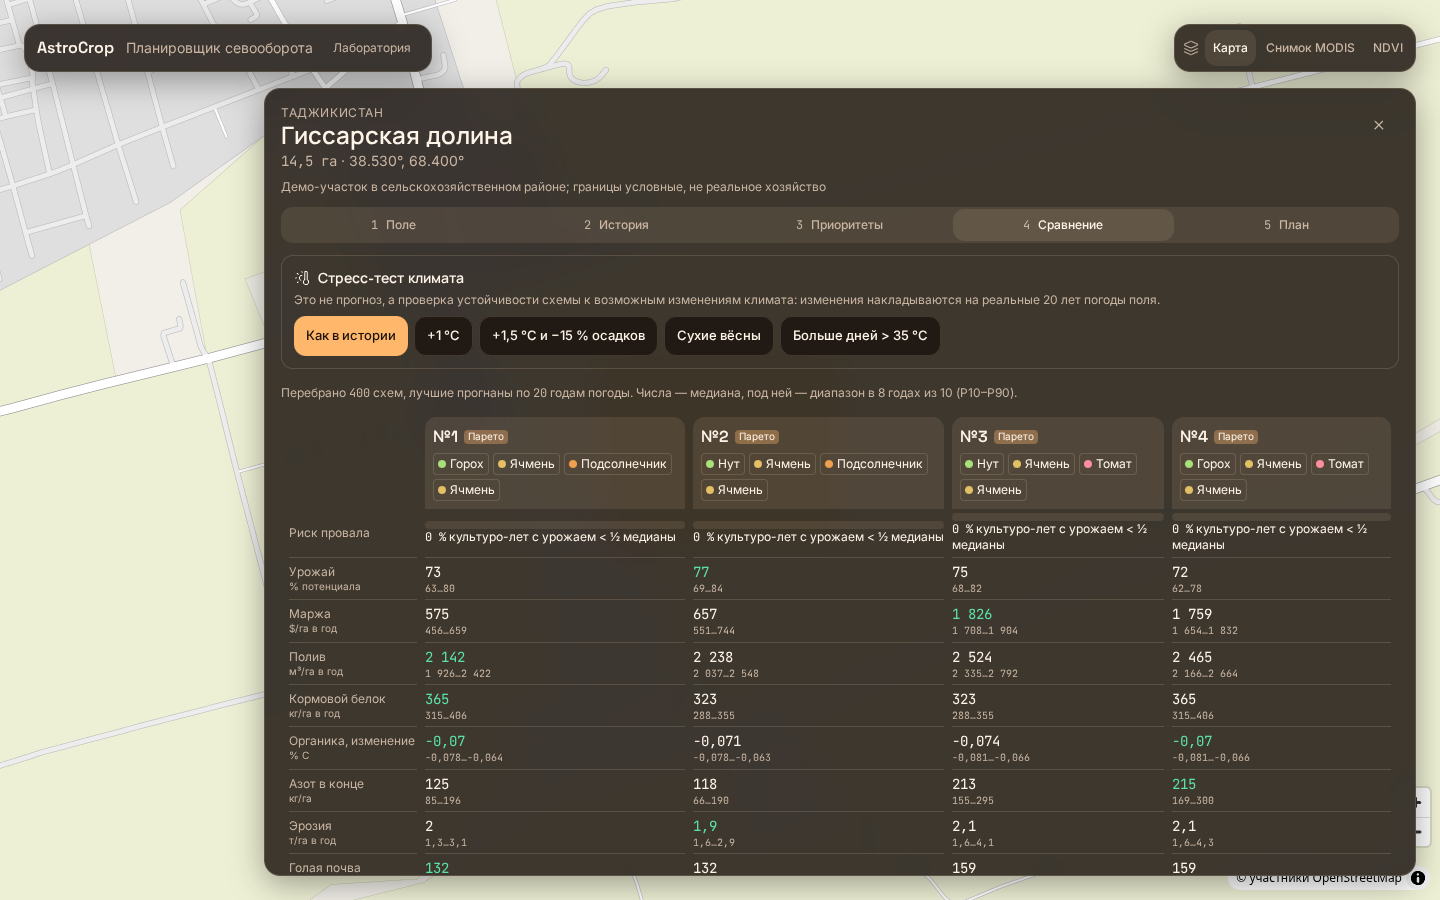 AstroCrop Планировщик севооборота Лаборатория
Карта Снимок MODIS NDVI
ТАДЖИКИСТАН
Гиссарская долина
14,5 га · 38.530°, 68.400°
Демо-участок в сельскохозяйственном районе; границы условные, не реальное хозяйство
1 Поле 2 История 3 Приоритеты 4 Сравнение 5 План
Стресс-тест климата
Это не прогноз, а проверка устойчивости схемы к возможным изменениям климата: изменения накладываются на реальные 20 лет погоды поля.
Как в истории +1 °C +1,5 °C и −15 % осадков Сухие вёсны Больше дней > 35 °C
Перебрано 400 схем, лучшие прогнаны по 20 годам погоды. Числа — медиана, под ней — диапазон в 8 годах из 10 (P10–P90).
№1 Парето №2 Парето №3 Парето №4 Парето
Горох Ячмень Подсолнечник Нут Ячмень Подсолнечник Нут Ячмень Томат Горох Ячмень Томат
Ячмень Ячмень Ячмень Ячмень
Риск провала 0 % культуро-лет с урожаем < ½ медианы 0 % культуро-лет с урожаем < ½ медианы 0 % культуро-лет с урожаем < ½ медианы 0 % культуро-лет с урожаем < ½ медианы
Урожай 73 77 75 72
% потенциала 63…80 69…84 68…82 62…78
Маржа 575 657 1 826 1 759
$/га в год 456…659 551…744 1 708…1 904 1 654…1 832
Полив 2 142 2 238 2 524 2 465
м³/га в год 1 926…2 422 2 037…2 548 2 335…2 792 2 166…2 664
Кормовой белок 365 323 323 365
кг/га в год 315…406 288…355 288…355 315…406
Органика, изменение -0,07 -0,071 -0,074 -0,07
% C -0,078…-0,064 -0,078…-0,063 -0,081…-0,066 -0,081…-0,066
Азот в конце 125 118 213 215
кг/га 85…196 66…190 155…295 169…300
Эрозия 2 1,9 2,1 2,1
т/га в год 1,3…3,1 1,6…2,9 1,6…4,1 1,6…4,3
Голая почва 132 132 159 159
© участники OpenStreetMap